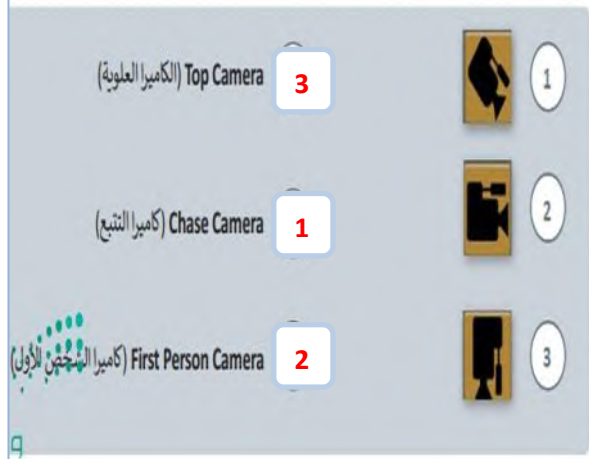 1
Top Camera (الكاميرا العلوية) 3
2
Chase Camera (كاميرا التتبع) 1
3
First Person Camera (كاميرا الشخص الأول) 2